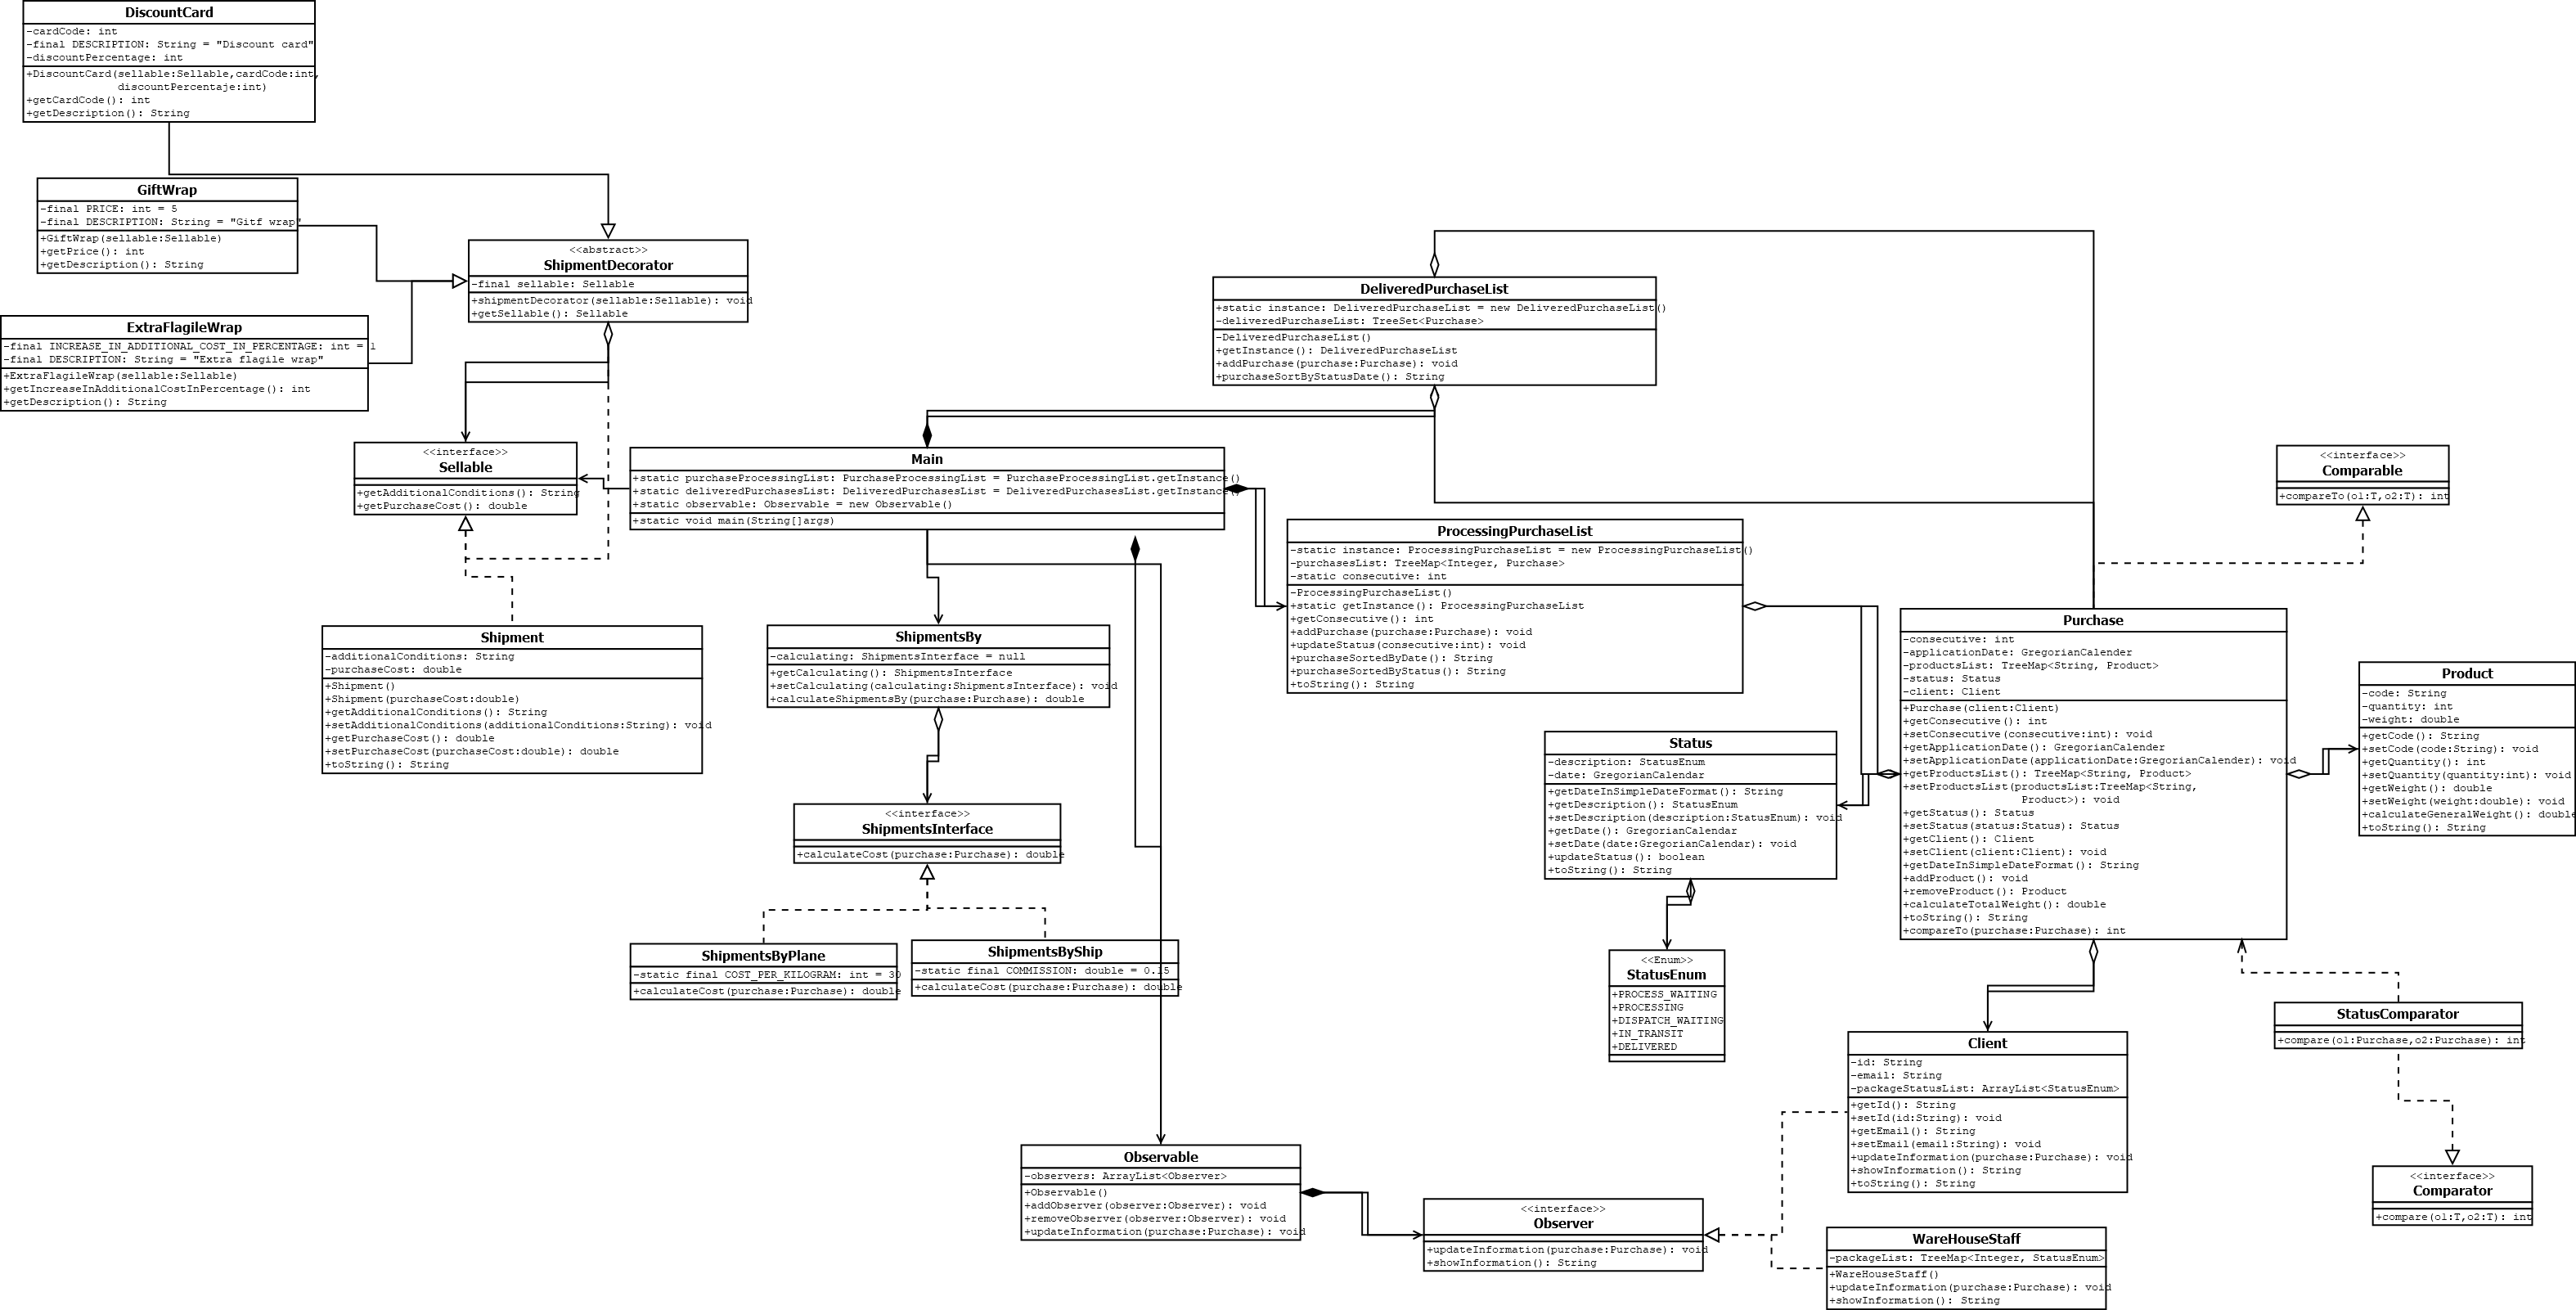 DiscountCard
-cardCode: int
-final DESCRIPTION: String = "Discount card"
-discountPercentage: int
+DiscountCard(sellable:Sellable,cardCode:int,
discountPercentaje:int)
+getCardCode(): int
+getDescription(): String
GiftWrap
-final PRICE: int = 5
-final DESCRIPTION: String = "Gitf wrap"
+GiftWrap(sellable:Sellable)
+getPrice(): int
+getDescription(): String
ExtraFlagileWrap
-final INCREASE_IN_ADDITIONAL_COST_IN_PERCENTAGE: int = 1
-final DESCRIPTION: String = "Extra flagile wrap"
+ExtraFlagileWrap(sellable:Sellable)
+getIncreaseInAdditionalCostInPercentage(): int
+getDescription(): String
<<abstract>>
ShipmentDecorator
-final sellable: Sellable
+shipmentDecorator(sellable:Sellable): void
+getSellable(): Sellable
<<interface>>
Sellable
+getAdditionalConditions(): String
+getPurchaseCost(): double
Shipment
-additionalConditions: String
-purchaseCost: double
+Shipment()
+Shipment(purchaseCost:double)
+getAdditionalConditions(): String
+setAdditionalConditions(additionalConditions:String): void
+getPurchaseCost(): double
+setPurchaseCost(purchaseCost:double): double
+toString(): String
Main
+static purchaseProcessingList: PurchaseProcessingList = PurchaseProcessingList.getInstance()
+static deliveredPurchasesList: DeliveredPurchasesList = DeliveredPurchasesList.getInstance()
+static observable: Observable = new Observable()
+static void main(String[]args)
DeliveredPurchaseList
+static instance: DeliveredPurchaseList = new DeliveredPurchaseList()
-deliveredPurchaseList: TreeSet<Purchase>
-DeliveredPurchaseList()
+getInstance(): DeliveredPurchaseList
+addPurchase(purchase:Purchase): void
+purchaseSortByStatusDate(): String
ProcessingPurchaseList
-static instance: ProcessingPurchaseList = new ProcessingPurchaseList()
-purchasesList: TreeMap<Integer, Purchase>
-static consecutive: int
-ProcessingPurchaseList()
+static getInstance(): ProcessingPurchaseList
+getConsecutive(): int
+addPurchase(purchase:Purchase): void
+updateStatus(consecutive:int): void
+purchaseSortedByDate(): String
+purchaseSortedByStatus(): String
+toString(): String
ShipmentsBy
-calculating: ShipmentsInterface = null
+getCalculating(): ShipmentsInterface
+setCalculating(calculating:ShipmentsInterface): void
+calculateShipmentsBy(purchase:Purchase): double
<<interface>>
ShipmentsInterface
+calculateCost(purchase:Purchase): double
ShipmentsByPlane
-static final COST_PER_KILOGRAM: int = 30
+calculateCost(purchase:Purchase): double
ShipmentsByShip
-static final COMMISSION: double = 0.15
+calculateCost(purchase:Purchase): double
Status
-description: StatusEnum
-date: GregorianCalendar
+getDateInSimpleDateFormat(): String
+getDescription(): StatusEnum
+setDescription(description:StatusEnum): void
+getDate(): GregorianCalendar
+setDate(date:GregorianCalendar): void
+updateStatus(): boolean
+toString(): String
<<Enum>>
StatusEnum
+PROCESS_WAITING
+PROCESSING
+DISPATCH_WAITING
+IN_TRANSIT
+DELIVERED
<<interface>>
Comparable
+compareTo(o1:T,o2:T): int
Purchase
-consecutive: int
-applicationDate: GregorianCalender
-productsList: TreeMap<String, Product>
-status: Status
-client: Client
+Purchase(client:Client)
+getConsecutive(): int
+setConsecutive(consecutive:int): void
+getApplicationDate(): GregorianCalender
+setApplicationDate(applicationDate:GregorianCalender): void
+getProductsList(): TreeMap<String, Product>
+setProductsList(productsList:TreeMap<String,
Product>): void
+getStatus(): Status
+setStatus(status:Status): Status
+getClient(): Client
+setClient(client:Client): void
+getDateInSimpleDateFormat(): String
+addProduct(): void
+removeProduct(): Product
+calculateTotalWeight(): double
+toString(): String
+compareTo(purchase:Purchase): int
Product
-code: String
-quantity: int
-weight: double
+getCode(): String
+setCode(code:String): void
+getQuantity(): int
+setQuantity(quantity:int): void
+getWeight(): double
+setWeight(weight:double): void
+calculateGeneralWeight(): double
+toString(): String
StatusComparator
+compare(o1:Purchase,o2:Purchase): int
<<interface>>
Comparator
+compare(o1:T,o2:T): int
Client
-id: String
-email: String
-packageStatusList: ArrayList<StatusEnum>
+getId(): String
+setId(id:String): void
+getEmail(): String
+setEmail(email:String): void
+updateInformation(purchase:Purchase): void
+showInformation(): String
+toString(): String
Observable
-observers: ArrayList<Observer>
+Observable()
+addObserver(observer:Observer): void
+removeObserver(observer:Observer): void
+updateInformation(purchase:Purchase): void
<<interface>>
Observer
+updateInformation(purchase:Purchase): void
+showInformation(): String
WareHouseStaff
-packageList: TreeMap<Integer, StatusEnum>
+WareHouseStaff()
+updateInformation(purchase:Purchase): void
+showInformation(): String